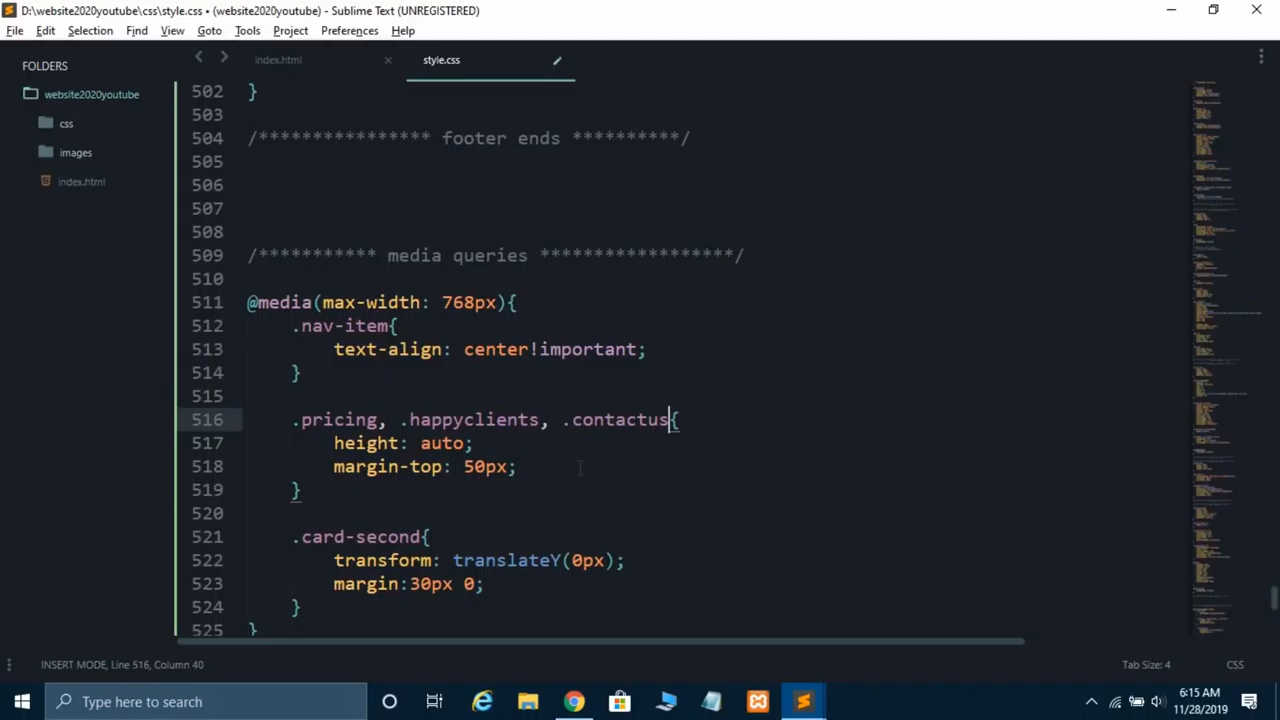 D:\website2020youtube\css\style.css • (website2020youtube) - Sublime Text (UNREGISTERED)
File Edit Selection Find View Goto Tools Project Preferences Help
FOLDERS
website2020youtube
css
images
index.html
index.html
style.css
502 }
503
504 /**************** footer ends **********/
505
506
507
508
509 /*********** media queries *****************/
510
511 @media(max-width: 768px){
512 .nav-item{
513 text-align: center!important;
514 }
515
516 .pricing, .happyclients, .contactus{
517 height: auto;
518 margin-top: 50px;
519 }
520
521 .card-second{
522 transform: translateY(0px);
523 margin:30px 0;
524 }
525 }
INSERT MODE, Line 516, Column 40
Tab Size: 4
CSS
Type here to search
6:15 AM
11/28/2019